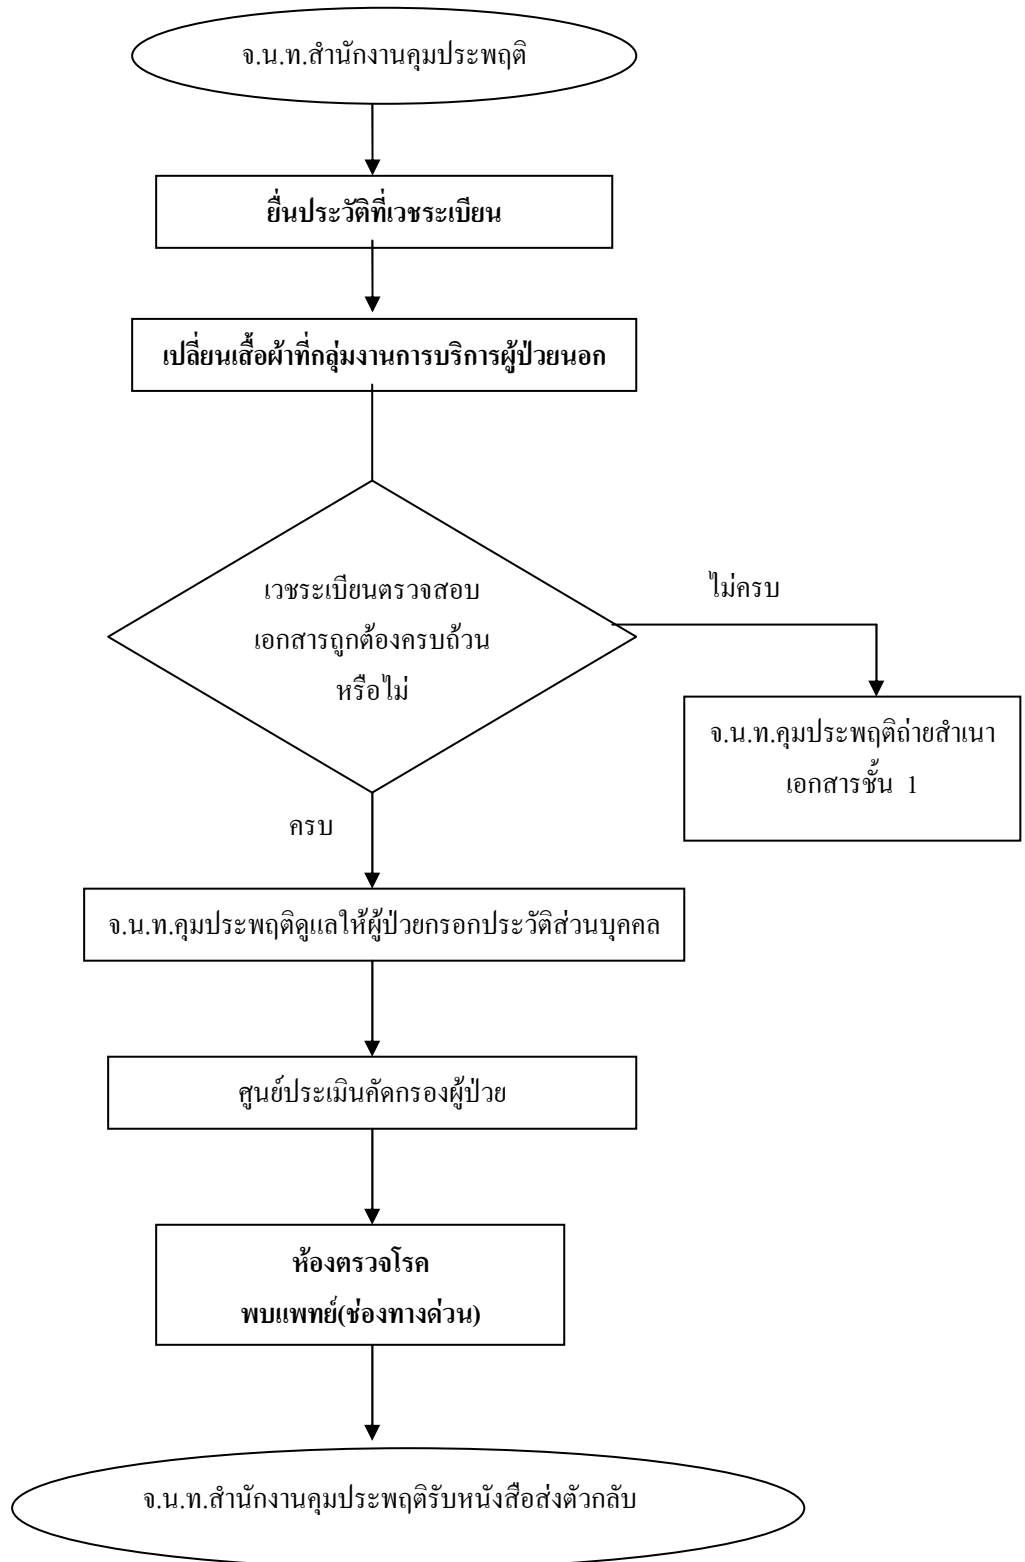 จ.น.ท.สำนักงานคุมประพฤติ
ยื่นประวัติที่เวชระเบียน
เปลี่ยนเสื้อผ้าที่กลุ่มงานการบริการผู้ป่วยนอก
เวชระเบียนตรวจสอบ
เอกสารถูกต้องครบถ้วน
หรือไม่
ไม่ครบ
จ.น.ท.คุมประพฤติถ่ายสำเนา
เอกสารชั้น 1
ครบ
จ.น.ท.คุมประพฤติดูแลให้ผู้ป่วยกรอกประวัติส่วนบุคคล
ศูนย์ประเมินคัดกรองผู้ป่วย
ห้องตรวจโรค
พบแพทย์(ช่องทางด่วน)
จ.น.ท.สำนักงานคุมประพฤติรับหนังสือส่งตัวกลับ